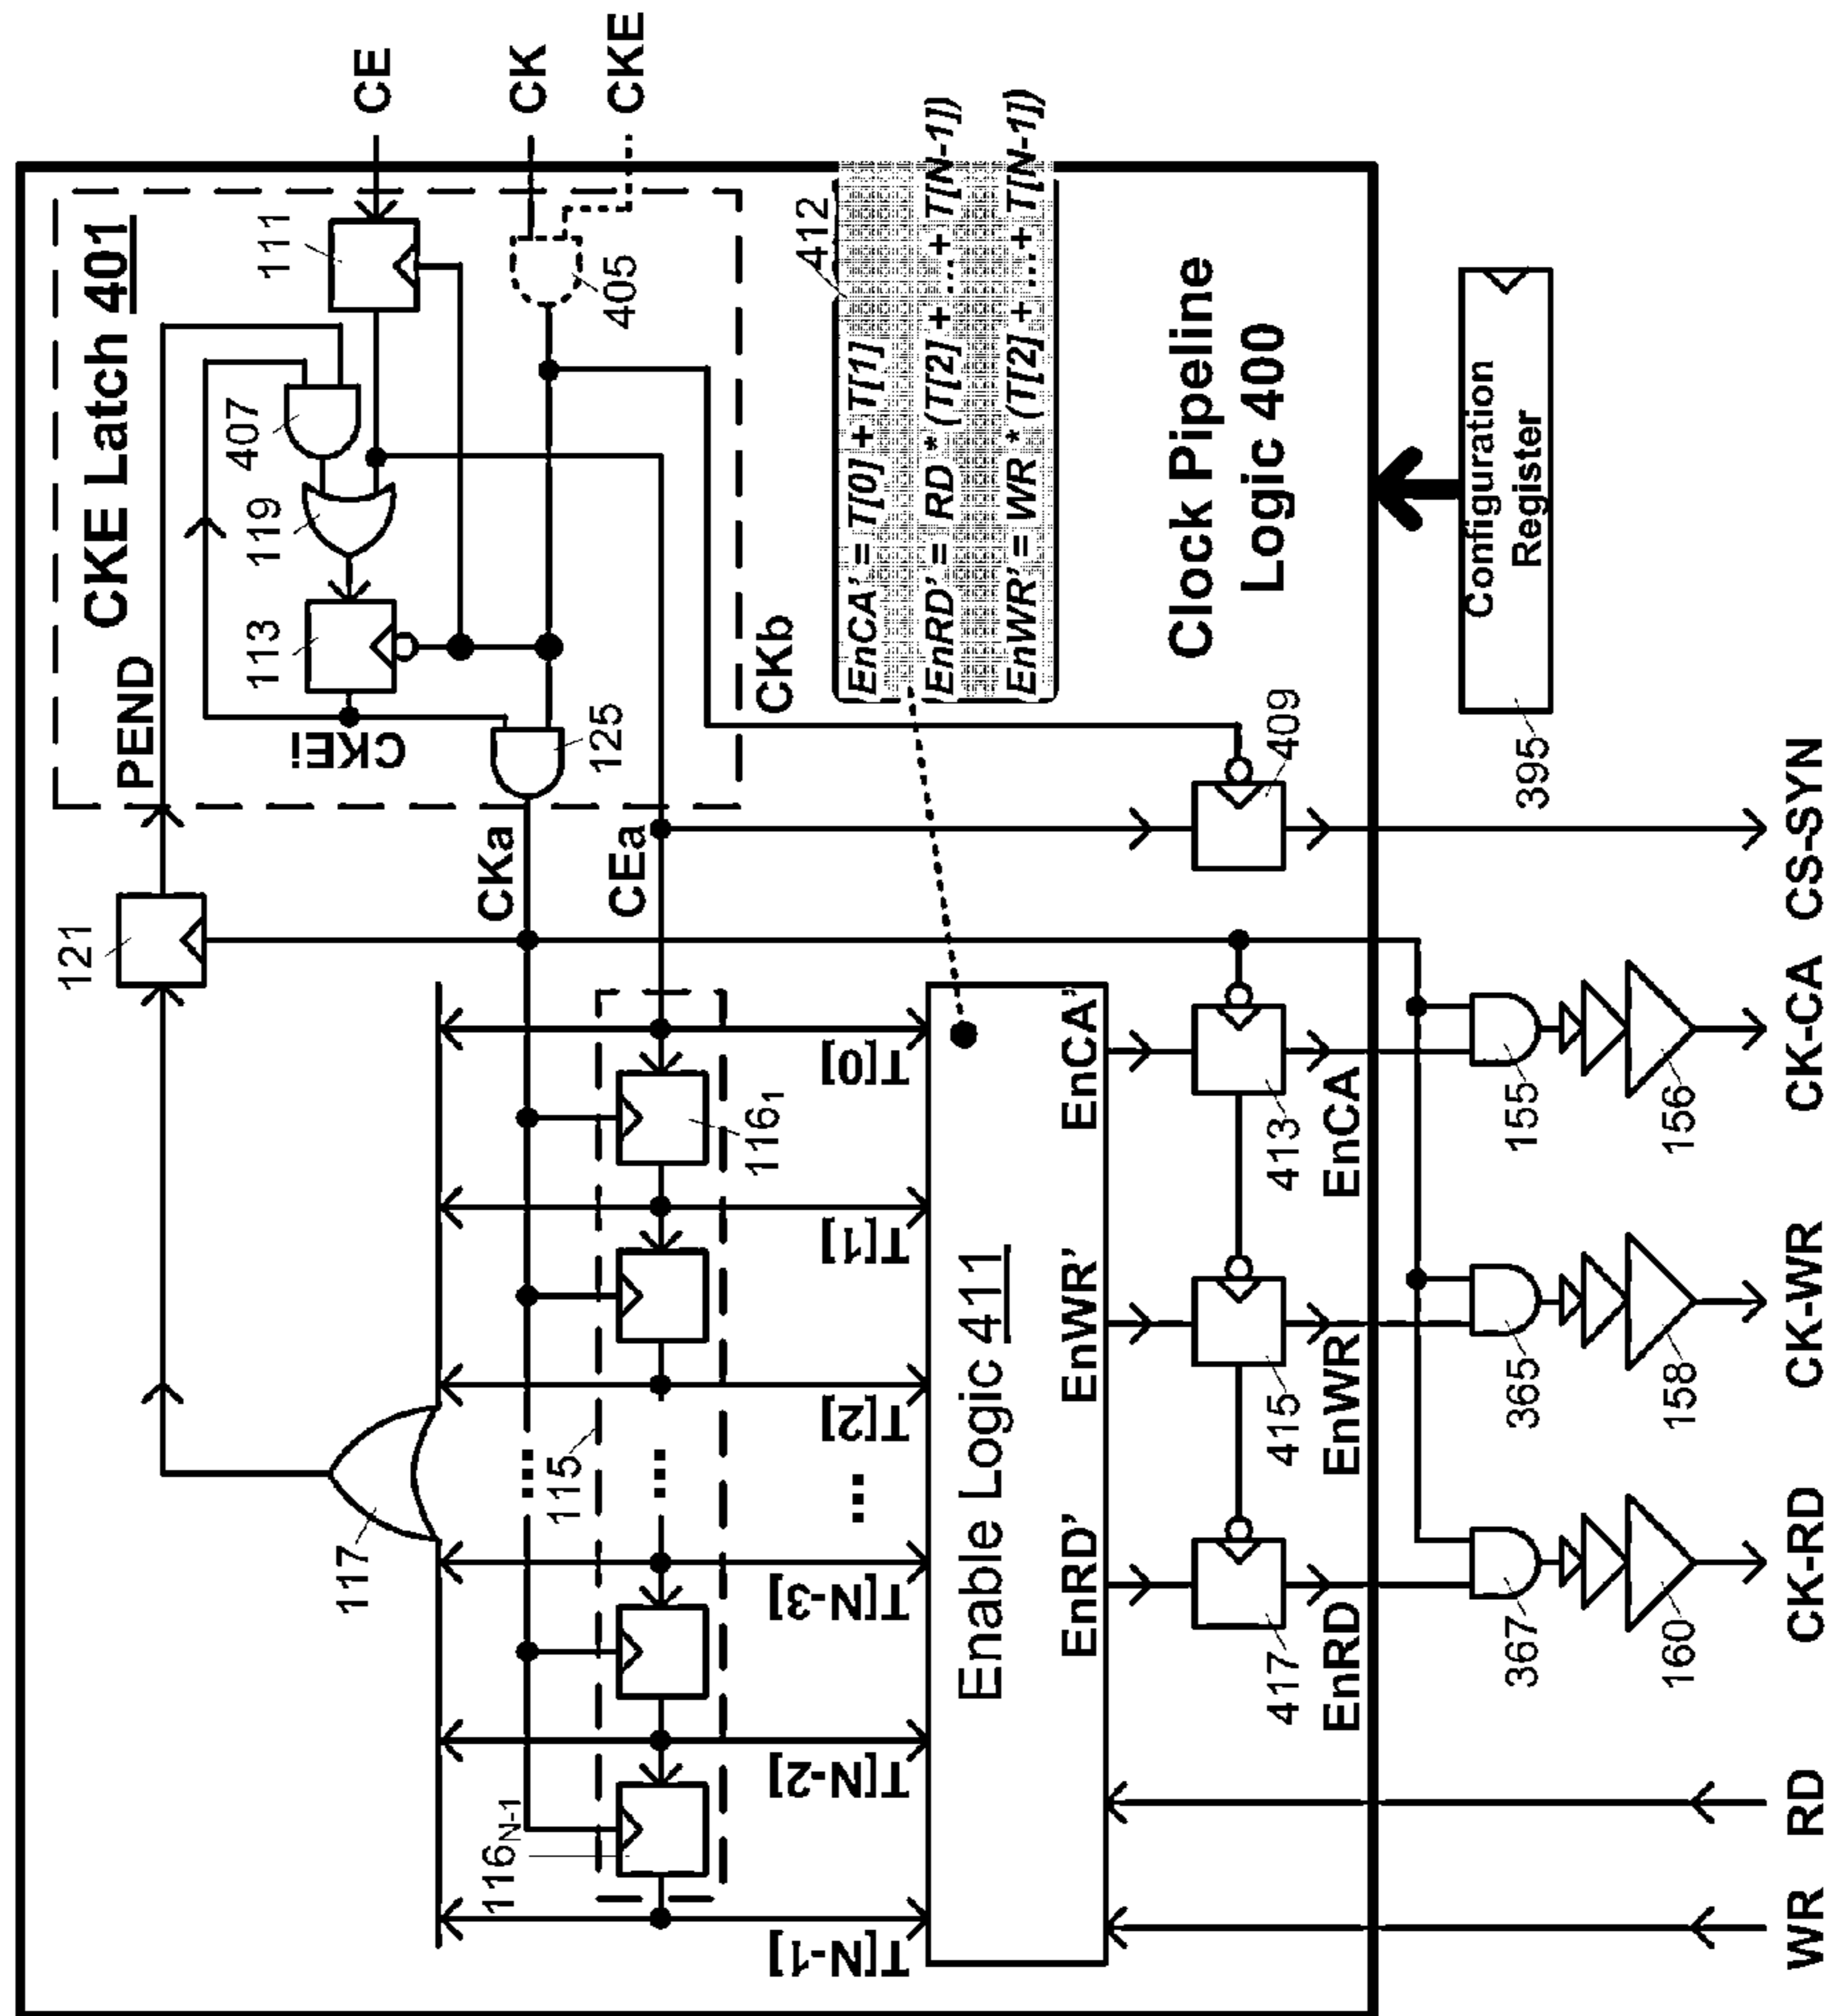 CKE Latch 401
CE
CK
CKE
111
405
407
119
113
125
PEND
CKEi
CKb
121
CKa
CEa
412
EnCA' = T[0] + T[1]
EnRD' = RD * (T[2] + ...+ T[N-1])
EnWR' = WR * (T[2] + ...+ T[N-1])
Clock Pipeline
Logic 400
Configuration
Register
395
409
117
115
...
...
...
116₁
116N-1
T[0]
T[1]
T[2]
T[N-3]
T[N-2]
T[N-1]
Enable Logic 411
EnCA'
EnWR'
EnRD'
413
415
417
EnCA
EnWR
EnRD
155
365
367
156
158
160
WR
RD
CK-RD
CK-WR
CK-CA
CS-SYN